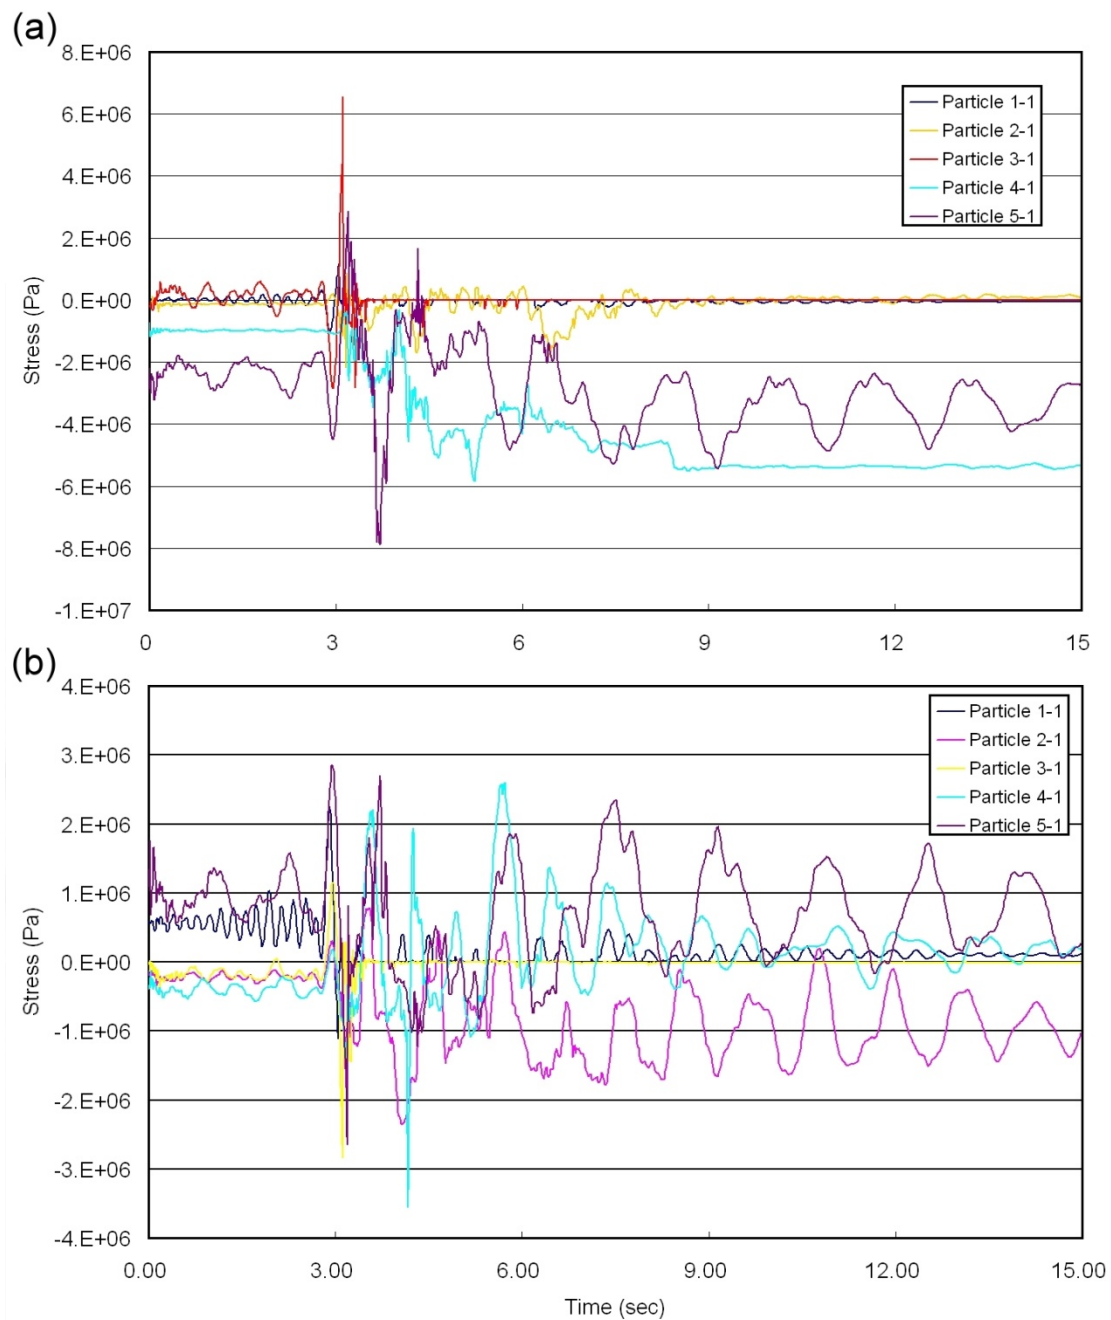 (a)
8.E+06
6.E+06
4.E+06
2.E+06
0.E+00
-2.E+06
-4.E+06
-6.E+06
-8.E+06
-1.E+07
Stress (Pa)
Particle 1-1
Particle 2-1
Particle 3-1
Particle 4-1
Particle 5-1
0 3 6 9 12 15
(b)
4.E+06
3.E+06
2.E+06
1.E+06
0.E+00
-1.E+06
-2.E+06
-3.E+06
-4.E+06
Stress (Pa)
Particle 1-1
Particle 2-1
Particle 3-1
Particle 4-1
Particle 5-1
0.00 3.00 6.00 9.00 12.00 15.00
Time (sec)